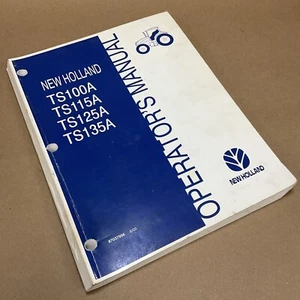 NEW HOLLAND
TS100A
TS115A
TS125A
TS135A
OPERATOR'S MANUAL
NEW HOLLAND